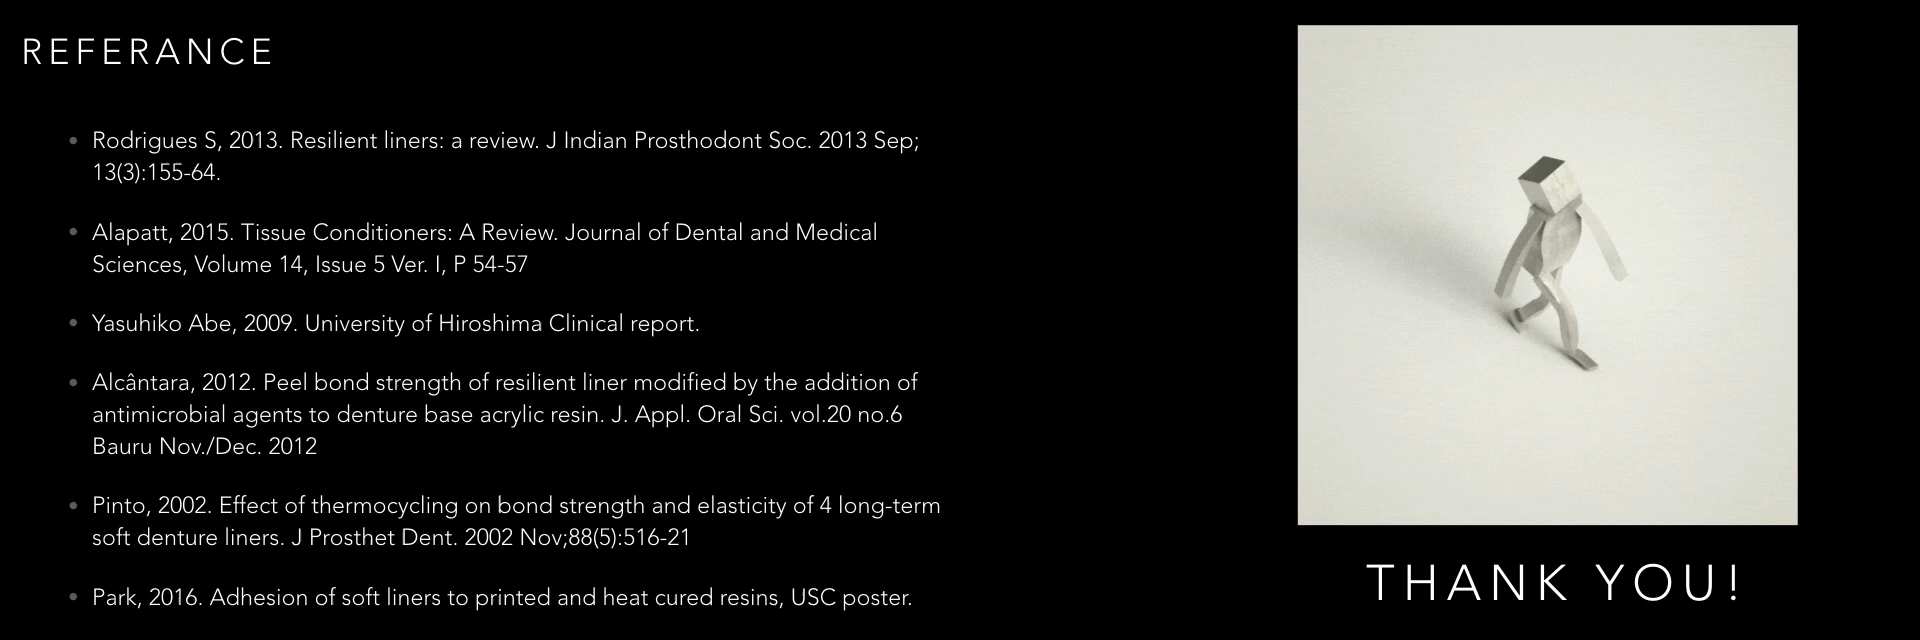 REFERANCE
• Rodrigues S, 2013. Resilient liners: a review. J Indian Prosthodont Soc. 2013 Sep;
13(3):155-64.
• Alapatt, 2015. Tissue Conditioners: A Review. Journal of Dental and Medical
Sciences, Volume 14, Issue 5 Ver. I, P 54-57
• Yasuhiko Abe, 2009. University of Hiroshima Clinical report.
• Alcântara, 2012. Peel bond strength of resilient liner modified by the addition of
antimicrobial agents to denture base acrylic resin. J. Appl. Oral Sci. vol.20 no.6
Bauru Nov./Dec. 2012
• Pinto, 2002. Effect of thermocycling on bond strength and elasticity of 4 long-term
soft denture liners. J Prosthet Dent. 2002 Nov;88(5):516-21
• Park, 2016. Adhesion of soft liners to printed and heat cured resins, USC poster.
THANK YOU!